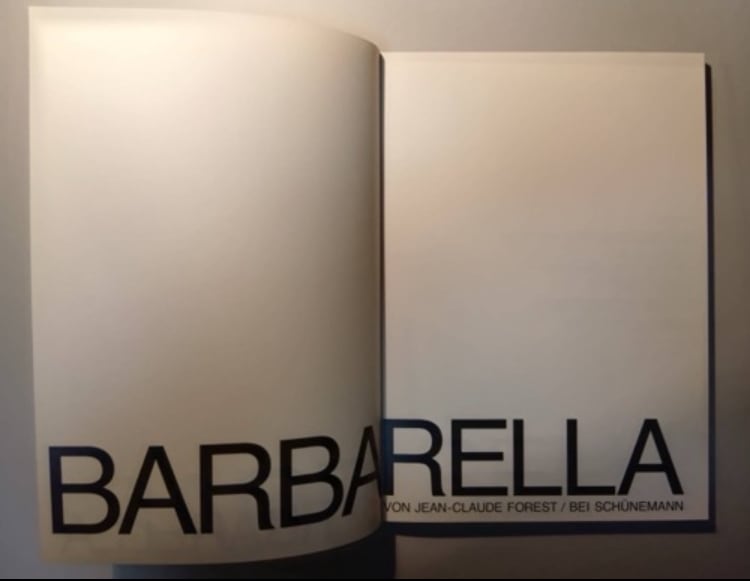 BARBARELLA
VON JEAN-CLAUDE FOREST / BEI SCHÜNEMANN